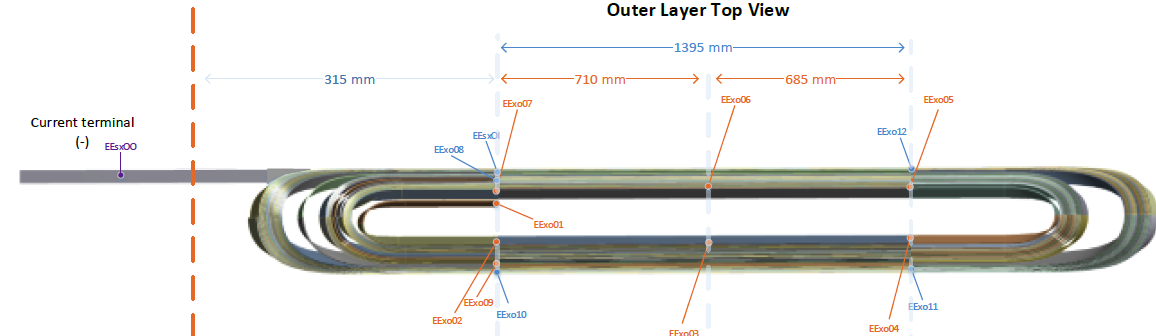 Outer Layer Top View
1395 mm
315 mm
710 mm
685 mm
EExo07
EExo06
EExo05
Current terminal
(-)
EEsxOO
EEsxO
EExo08
EExo12
EExo01
EExo09
EExo10
EExo02
EExo03
EExo04
EExo11